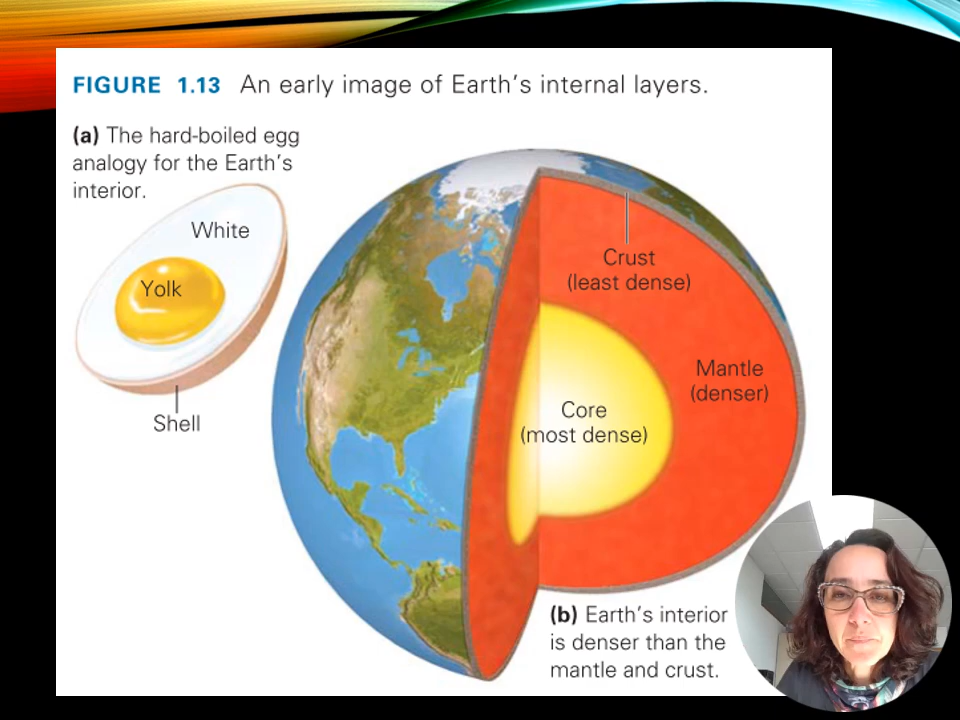 FIGURE 1.13 An early image of Earth's internal layers.
(a) The hard-boiled egg
analogy for the Earth's
interior.
White
Yolk
Shell
Crust
(least dense)
Mantle
(denser)
Core
(most dense)
(b) Earth's interior
is denser than the
mantle and crust.